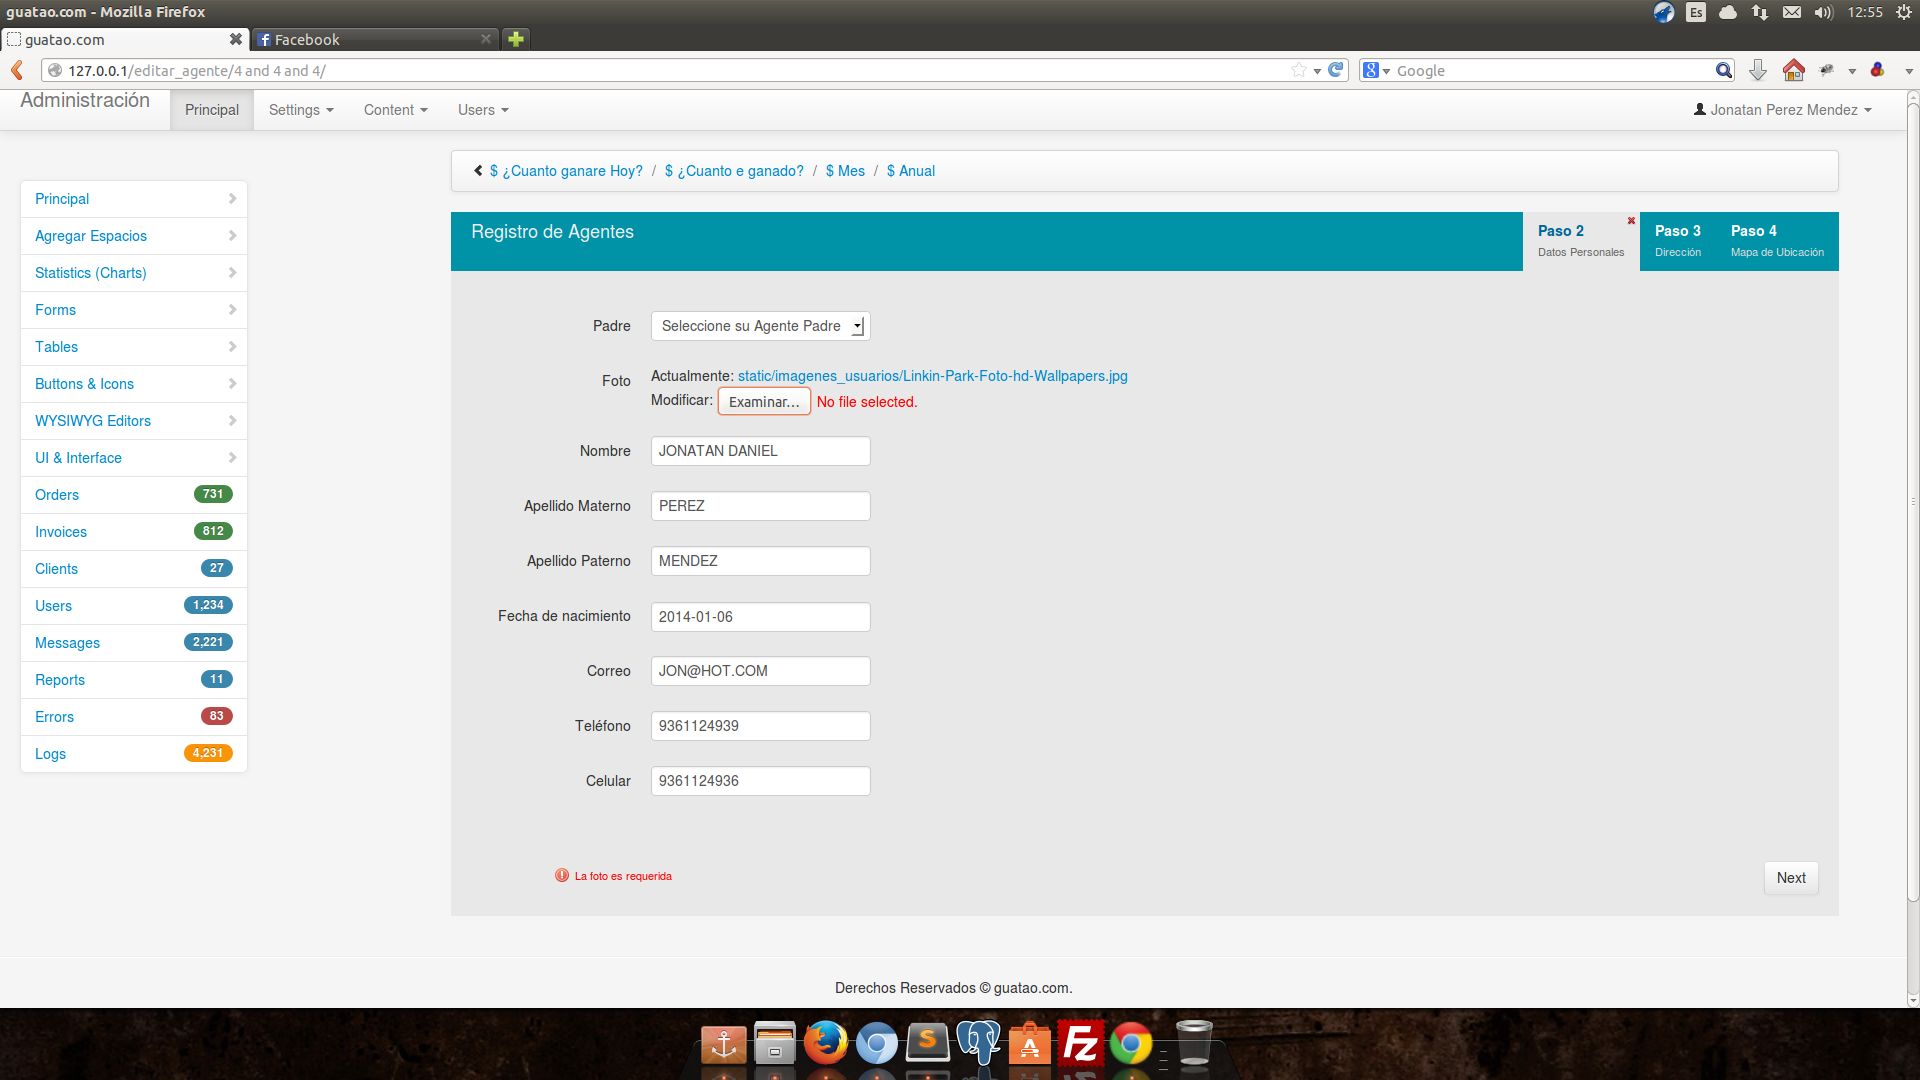 guatao.com - Mozilla Firefox
Es
12:55
guatao.com
Facebook
127.0.0.1/editar_agente/4 and 4 and 4/
Google
Administración
Principal
Settings
Content
Users
Jonatan Perez Mendez
$ ¿Cuanto ganare Hoy? / $ ¿Cuanto e ganado? / $ Mes / $ Anual
Principal
Agregar Espacios
Statistics (Charts)
Forms
Tables
Buttons & Icons
WYSIWYG Editors
UI & Interface
Orders 731
Invoices 812
Clients 27
Users 1,234
Messages 2,221
Reports 11
Errors 83
Logs 4,231
Registro de Agentes
Paso 2
Datos Personales
Paso 3
Dirección
Paso 4
Mapa de Ubicación
Padre Seleccione su Agente Padre
Foto Actualmente: static/imagenes_usuarios/Linkin-Park-Foto-hd-Wallpapers.jpg
Modificar: Examinar... No file selected.
Nombre JONATAN DANIEL
Apellido Materno PEREZ
Apellido Paterno MENDEZ
Fecha de nacimiento 2014-01-06
Correo JON@HOT.COM
Teléfono 9361124939
Celular 9361124936
La foto es requerida
Next
Derechos Reservados © guatao.com.